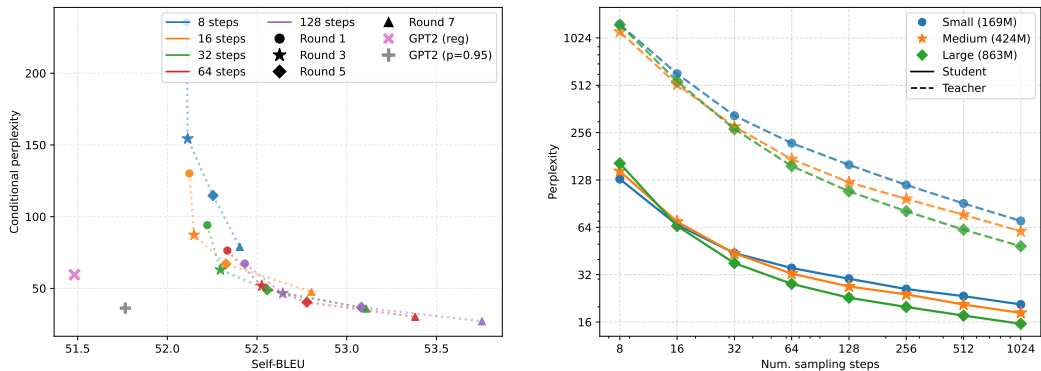 8 steps
16 steps
32 steps
64 steps
128 steps
Round 1
Round 3
Round 5
Round 7
GPT2 (reg)
GPT2 (p=0.95)
Conditional perplexity
200
150
100
50
51.5
52.0
52.5
53.0
53.5
Self-BLEU
Small (169M)
Medium (424M)
Large (863M)
Student
Teacher
Perplexity
1024
512
256
128
64
32
16
8
16
32
64
128
256
512
1024
Num. sampling steps